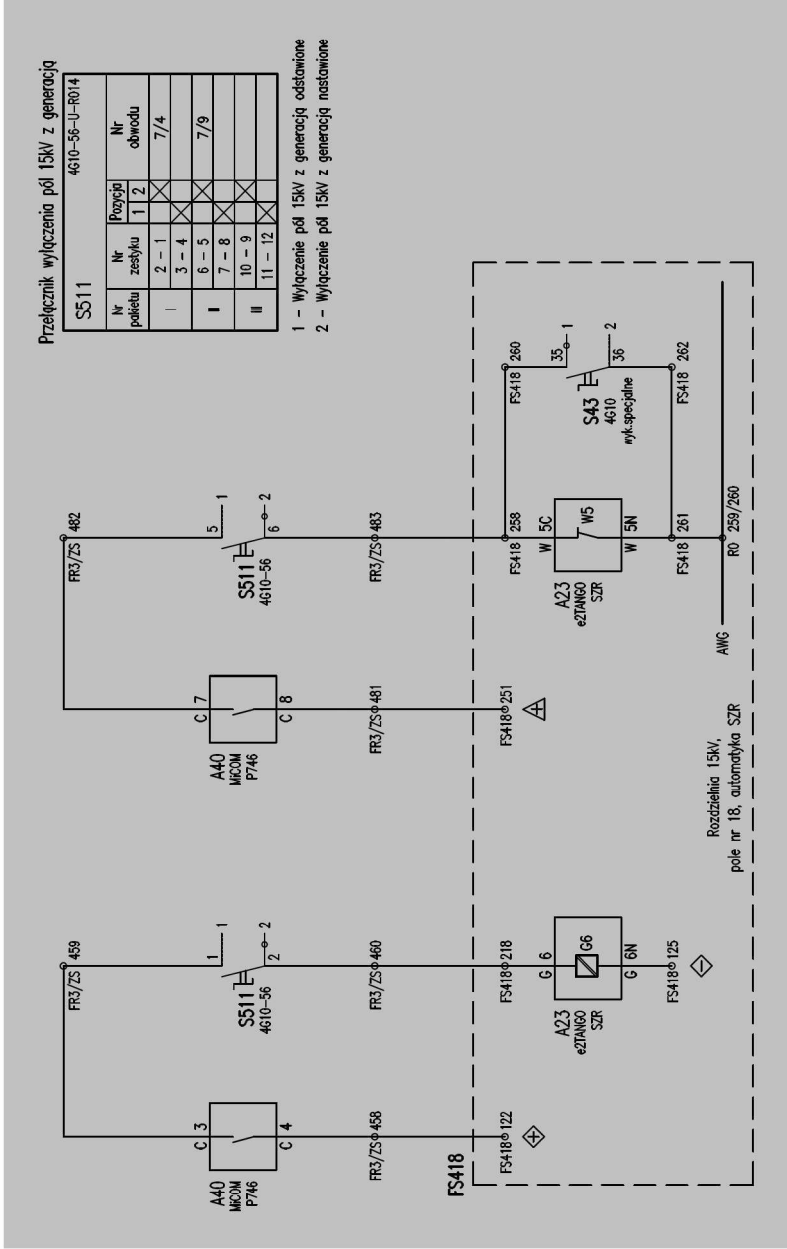 Przełącznik wyłączenia pól 15kV z generacją
S511
4G10-56-U-R014
Nr pakietu
Nr zestyku
Pozycja
1 2
Nr obwodu
I
2 - 1
7/4
3 - 4
II
6 - 5
7/9
7 - 8
III
10 - 9
11 - 12
1 - Wyłączenie pól 15kV z generacją odstawione
2 - Wyłączenie pól 15kV z generacją nastawione
FR3/ZS 459
FR3/ZS 482
1
1
2
2
S511
4G10-56
5
1
2
6
S511
4G10-56
C 3
C 4
A40
MiCOM
P746
C 7
C 8
A40
MiCOM
P746
FR3/ZS 458
FR3/ZS 460
FR3/ZS 481
FR3/ZS 483
FS418
FS418 122
+
FS418 218
G 6
G6
G 6N
A23
e2TANGO
SZR
FS418 125
-
FS418 251
+
FS418 258
W 5C
W5
W 5N
A23
e2TANGO
SZR
FS418 261
FS418 260
35
1
2
36
S43
4G10
wyk.specjalne
FS418 262
R0 259/260
AWG
Rozdzielnia 15kV,
pole nr 18, automatyka SZR